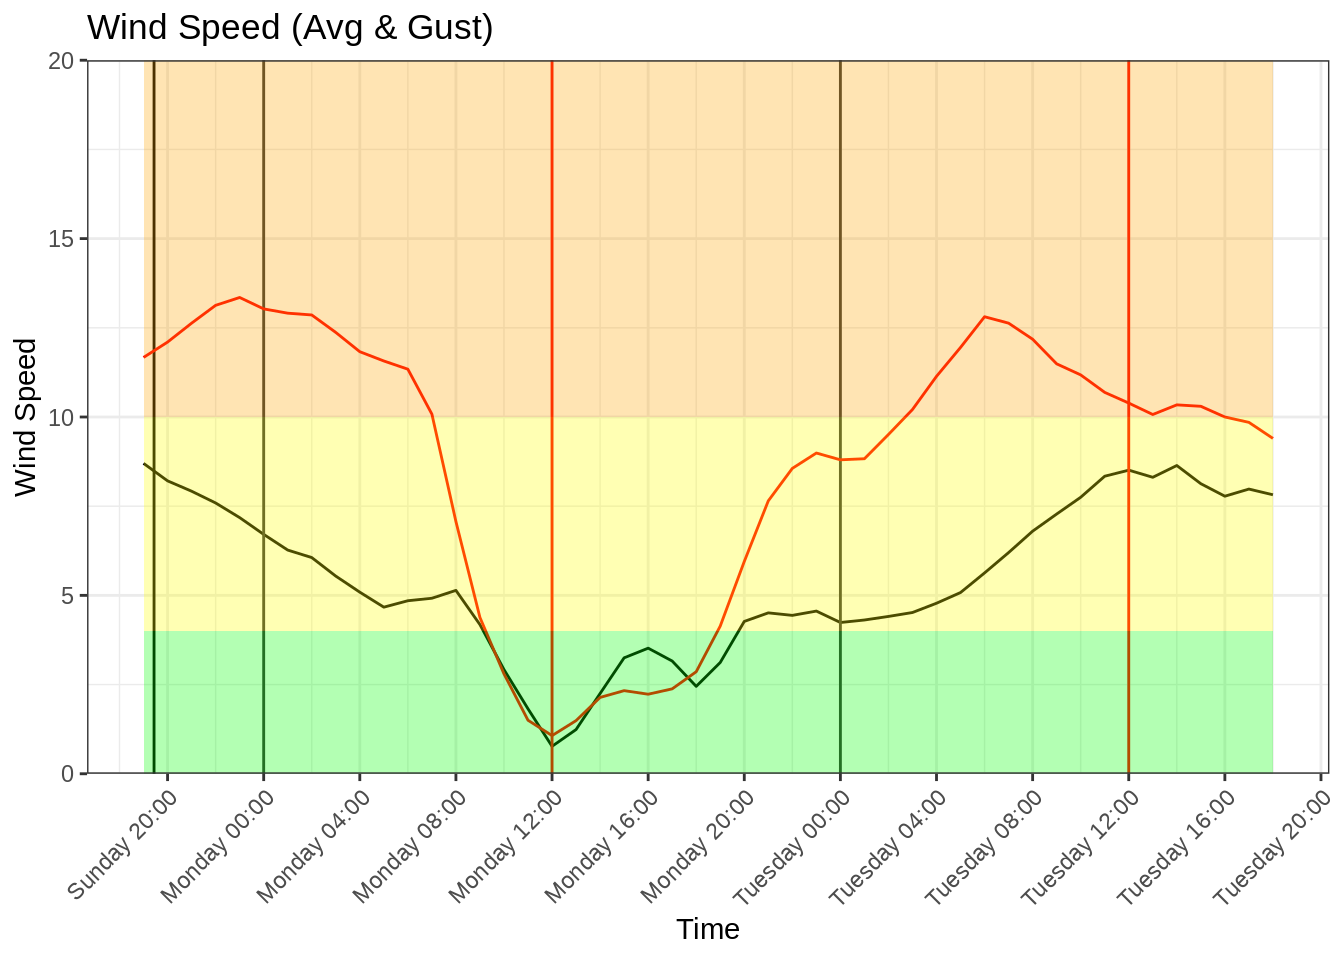 Wind Speed (Avg & Gust)
20
15
10
5
0
Wind Speed
Sunday 20:00
Monday 00:00
Monday 04:00
Monday 08:00
Monday 12:00
Monday 16:00
Monday 20:00
Tuesday 00:00
Tuesday 04:00
Tuesday 08:00
Tuesday 12:00
Tuesday 16:00
Tuesday 20:00
Time